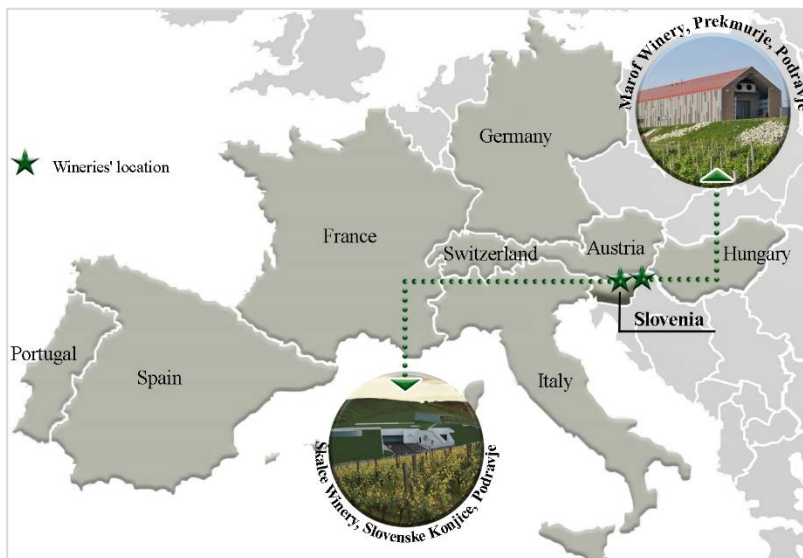 Marof Winery, Prekmurje, Podravje
Germany
Wineries' location
France
Switzerland
Austria
Hungary
Slovenia
Portugal
Spain
Italy
Skalce Winery, Slovenske Konjice, Podravje